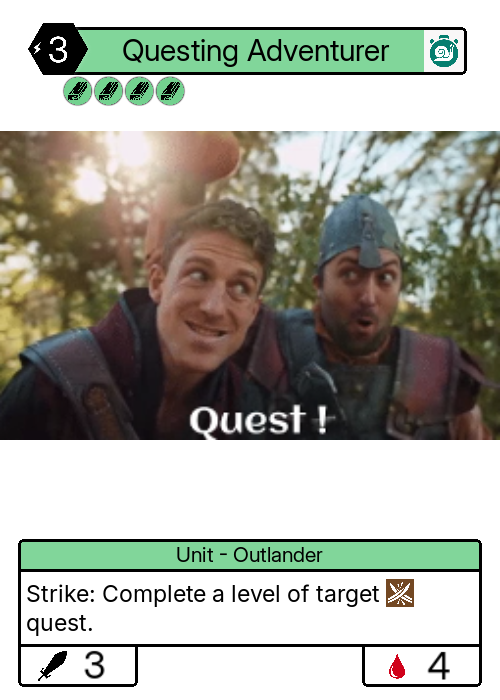 3 Questing Adventurer
Quest !
Unit - Outlander
Strike: Complete a level of target
quest.
3 4